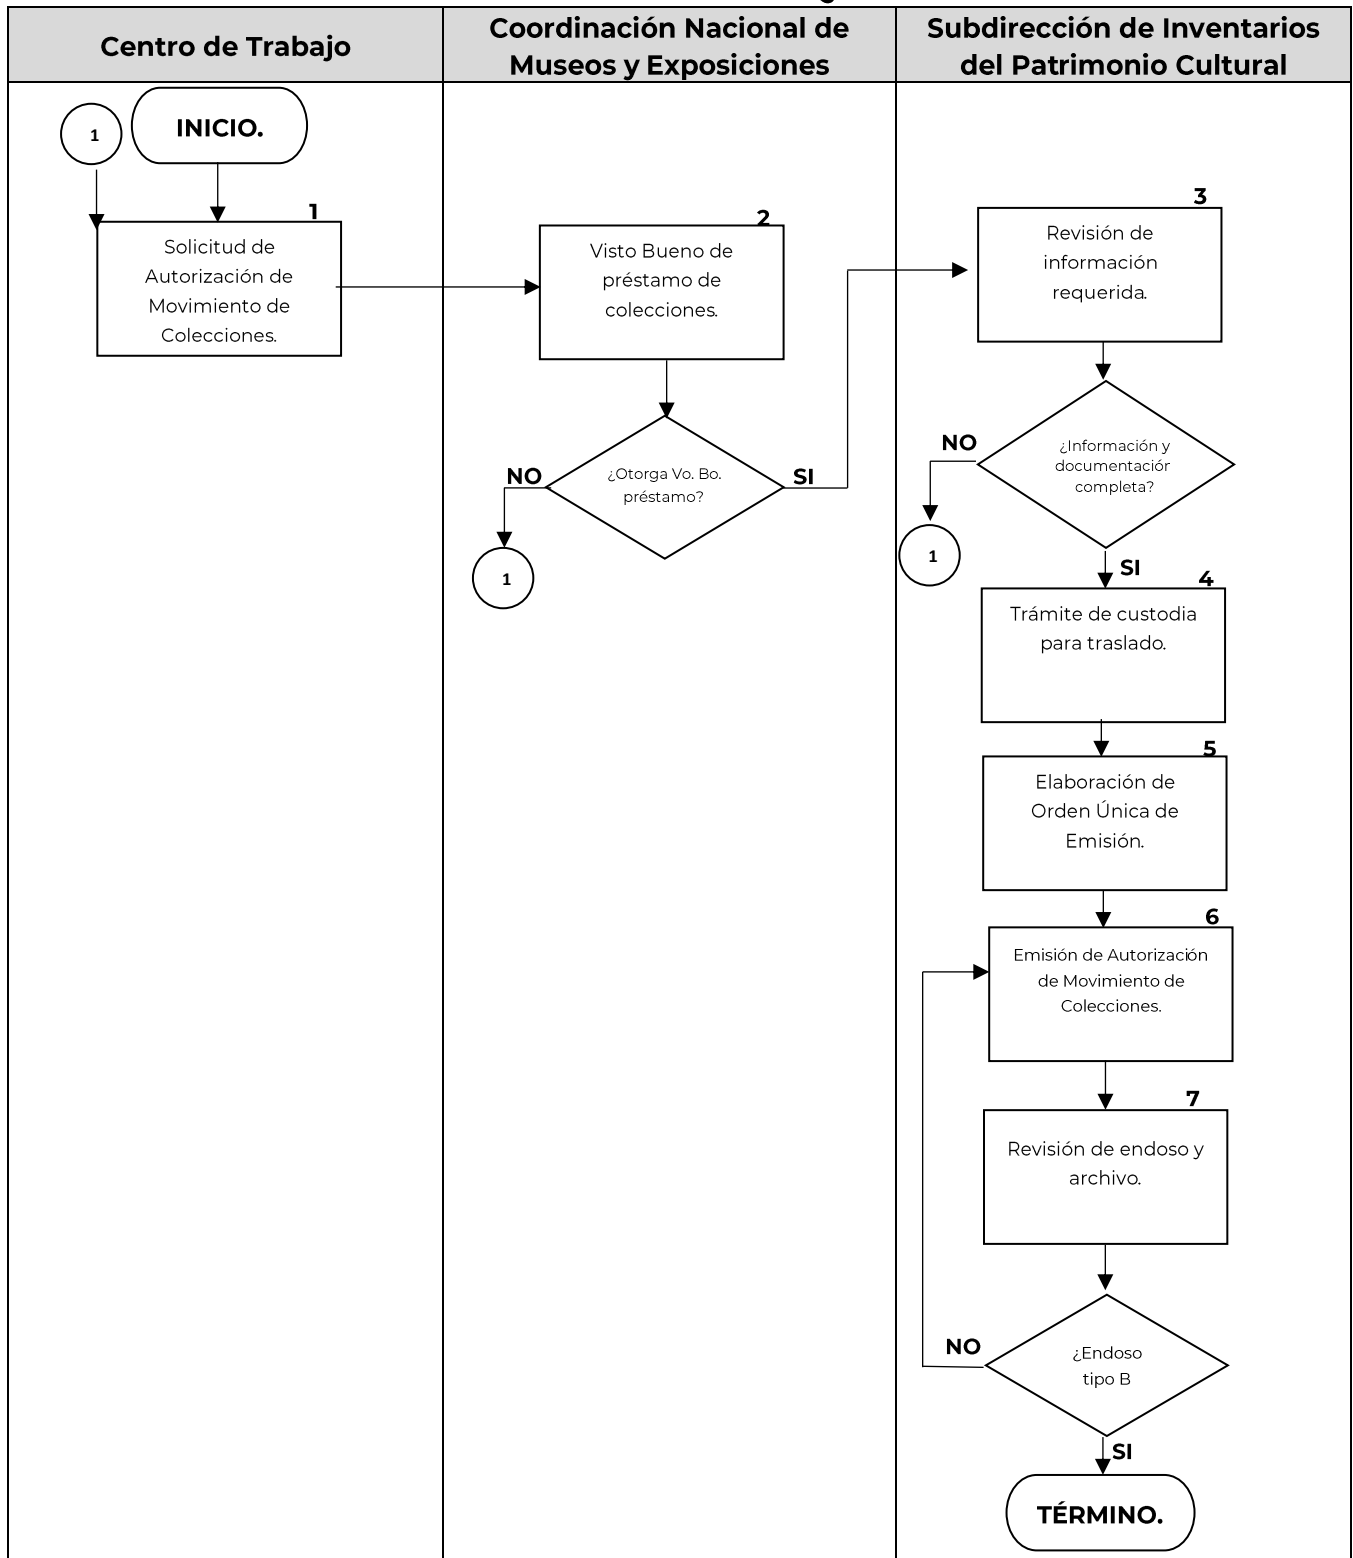 Centro de Trabajo
Coordinación Nacional de
Museos y Exposiciones
Subdirección de Inventarios
del Patrimonio Cultural
1
INICIO.
1
Solicitud de
Autorización de
Movimiento de
Colecciones.
2
Visto Bueno de
préstamo de
colecciones.
¿Otorga Vo. Bo.
préstamo?
NO
SI
1
3
Revisión de
información
requerida.
¿Información y
documentaciór
completa?
NO
1
SI
4
Trámite de custodia
para traslado.
5
Elaboración de
Orden Única de
Emisión.
6
Emisión de Autorización
de Movimiento de
Colecciones.
7
Revisión de endoso y
archivo.
¿Endoso
tipo B
NO
SI
TÉRMINO.